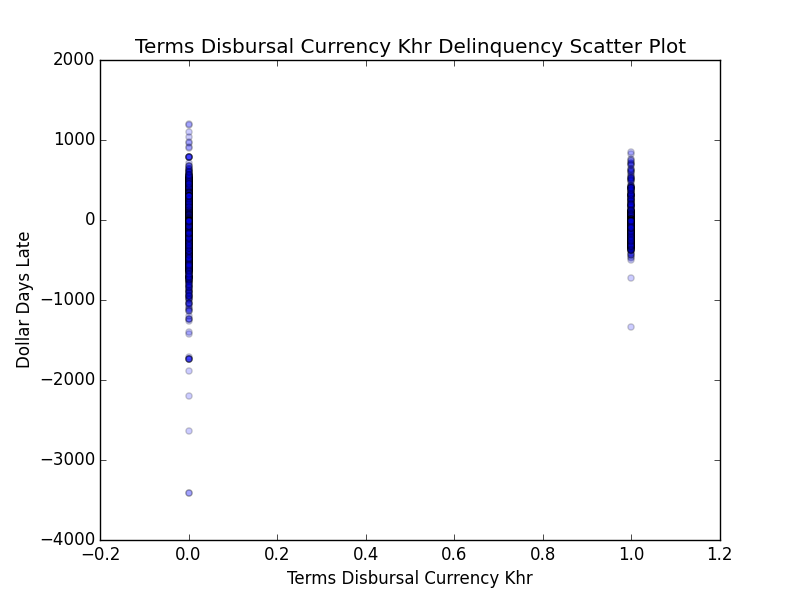 Terms Disbursal Currency Khr Delinquency Scatter Plot
2000
1000
0
−1000
−2000
−3000
−4000
Dollar Days Late
−0.2 0.0 0.2 0.4 0.6 0.8 1.0 1.2
Terms Disbursal Currency Khr